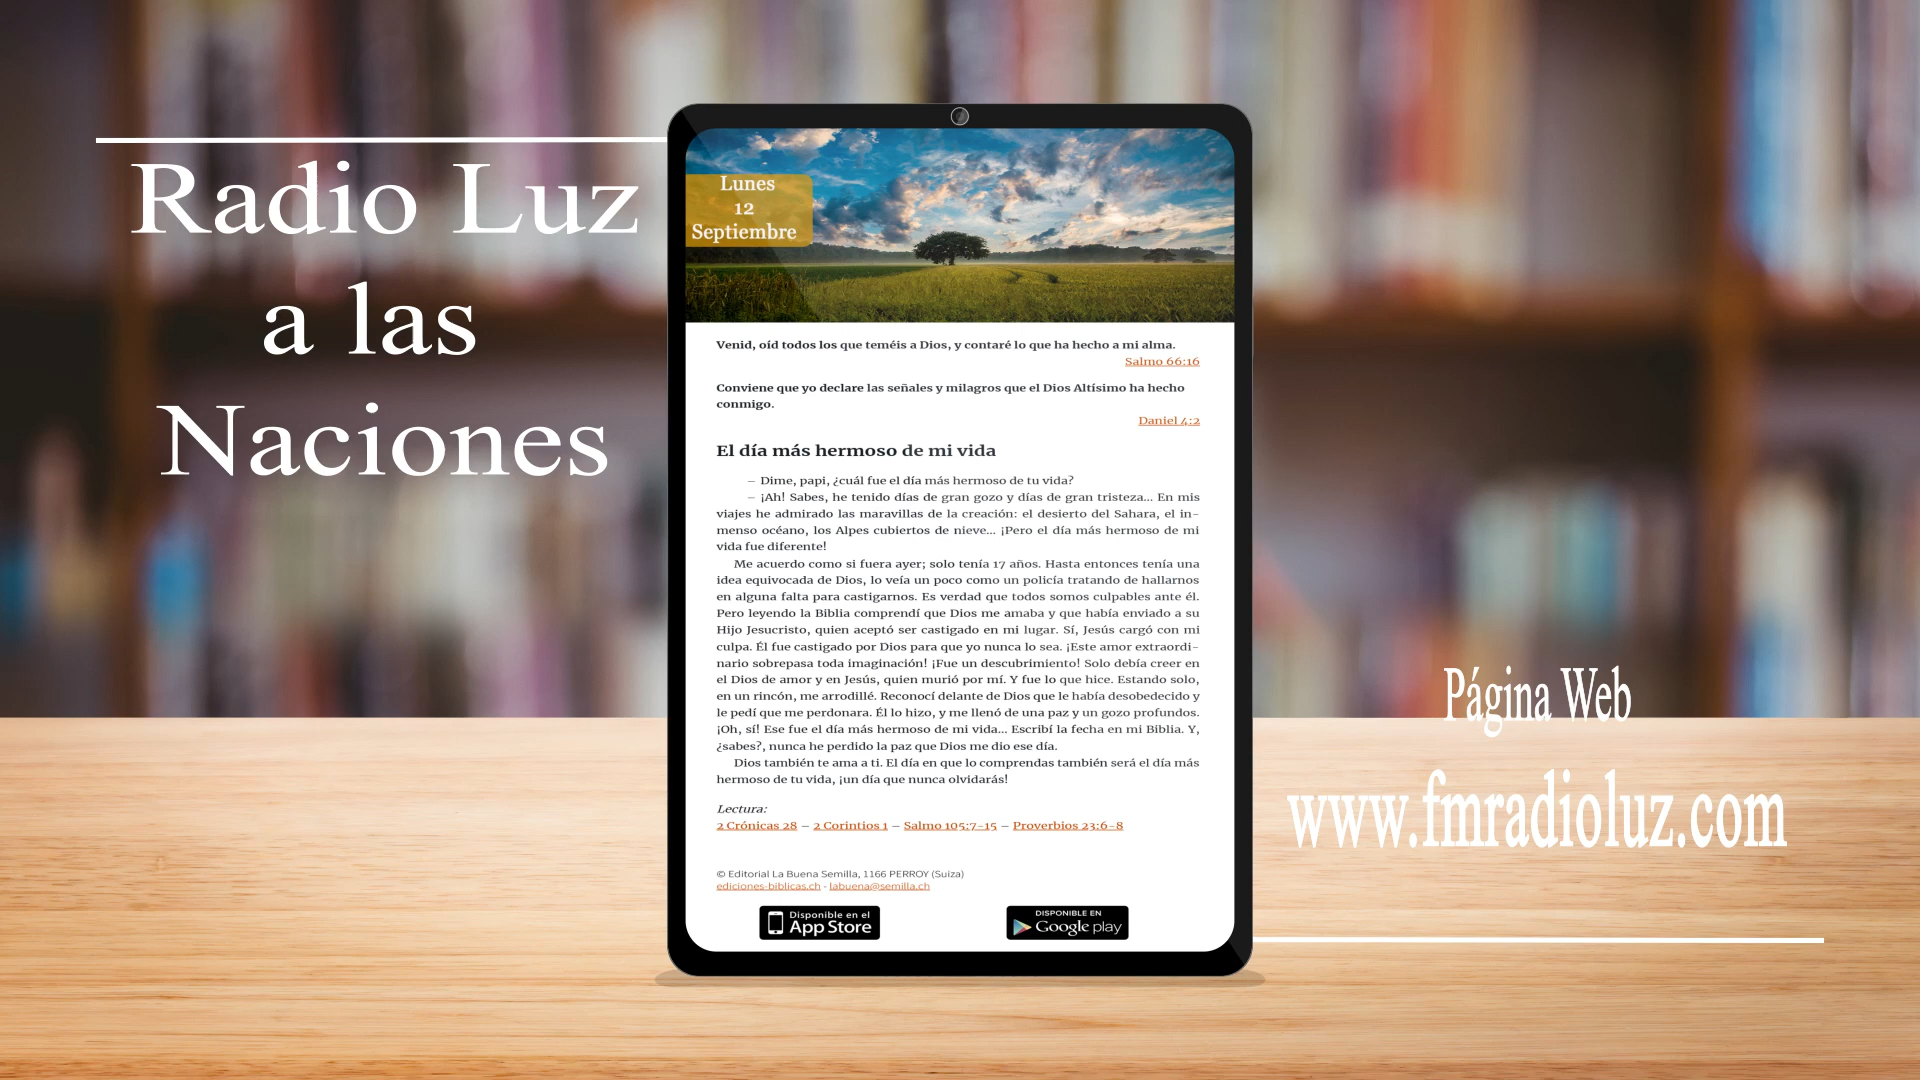 Radio Luz
a las
Naciones
Lunes
12
Septiembre
Venid, oíd todos los que teméis a Dios, y contaré lo que ha hecho a mi alma.
Salmo 66:16
Conviene que yo declare las señales y milagros que el Dios Altísimo ha hecho
conmigo.
Daniel 4:2
El día más hermoso de mi vida
– Dime, papi, ¿cuál fue el día más hermoso de tu vida?
– ¡Ah! Sabes, he tenido días de gran gozo y días de gran tristeza... En mis
viajes he admirado las maravillas de la creación: el desierto del Sahara, el in-
menso océano, los Alpes cubiertos de nieve... ¡Pero el día más hermoso de mi
vida fue diferente!
Me acuerdo como si fuera ayer; solo tenía 17 años. Hasta entonces tenía una
idea equivocada de Dios, lo veía un poco como un policía tratando de hallarnos
en alguna falta para castigarnos. Es verdad que todos somos culpables ante él.
Pero leyendo la Biblia comprendí que Dios me amaba y que había enviado a su
Hijo Jesucristo, quien aceptó ser castigado en mi lugar. Sí, Jesús cargó con mi
culpa. Él fue castigado por Dios para que yo nunca lo sea. ¡Este amor extraordi-
nario sobrepasa toda imaginación! ¡Fue un descubrimiento! Solo debía creer en
el Dios de amor y en Jesús, quien murió por mí. Y fue lo que hice. Estando solo,
en un rincón, me arrodillé. Reconocí delante de Dios que le había desobedecido y
le pedí que me perdonara. Él lo hizo, y me llenó de una paz y un gozo profundos.
¡Oh, sí! Ese fue el día más hermoso de mi vida... Escribí la fecha en mi Biblia. Y,
¿sabes?, nunca he perdido la paz que Dios me dio ese día.
Dios también te ama a ti. El día en que lo comprendas también será el día más
hermoso de tu vida, ¡un día que nunca olvidarás!
Lectura:
2 Crónicas 28 – 2 Corintios 1 – Salmo 105:7-15 – Proverbios 23:6-8
© Editorial La Buena Semilla, 1166 PERROY (Suiza)
ediciones-biblicas.ch - labuena@semilla.ch
Disponible en el
App Store
DISPONIBLE EN
Google play
Página Web
www.fmradioluz.com